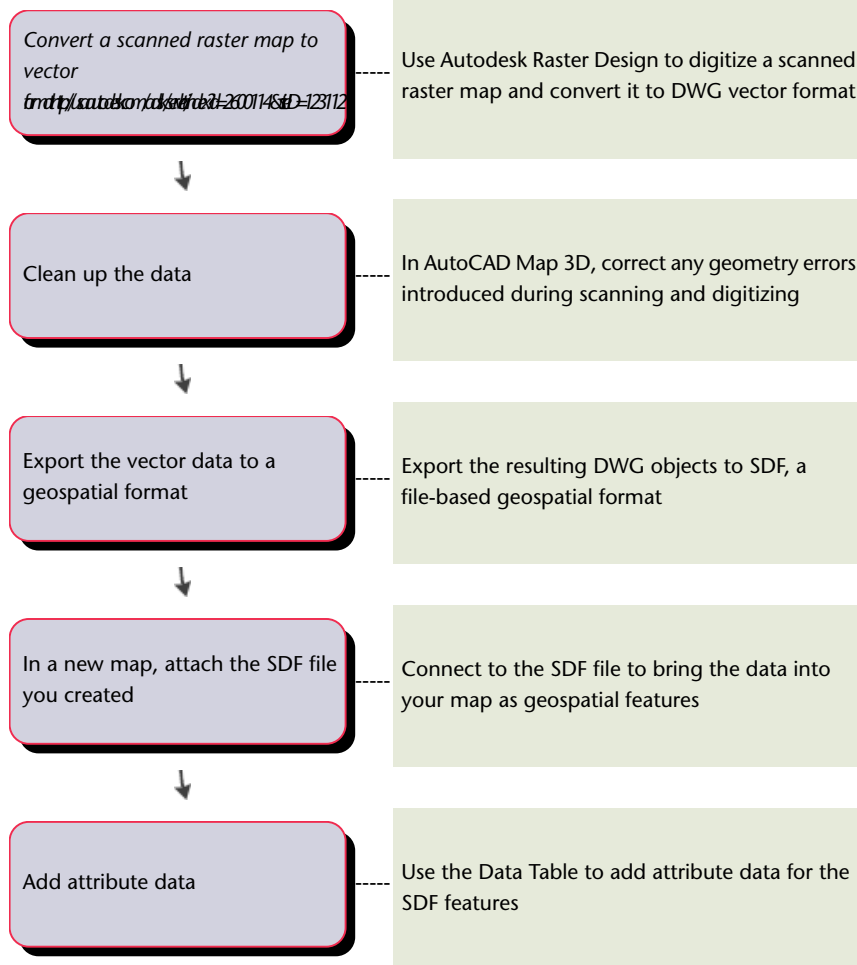 Convert a scanned raster map to
vector
Use Autodesk Raster Design to digitize a scanned
raster map and convert it to DWG vector format
Clean up the data
In AutoCAD Map 3D, correct any geometry errors
introduced during scanning and digitizing
Export the vector data to a
geospatial format
Export the resulting DWG objects to SDF, a
file-based geospatial format
In a new map, attach the SDF file
you created
Connect to the SDF file to bring the data into
your map as geospatial features
Add attribute data
Use the Data Table to add attribute data for the
SDF features